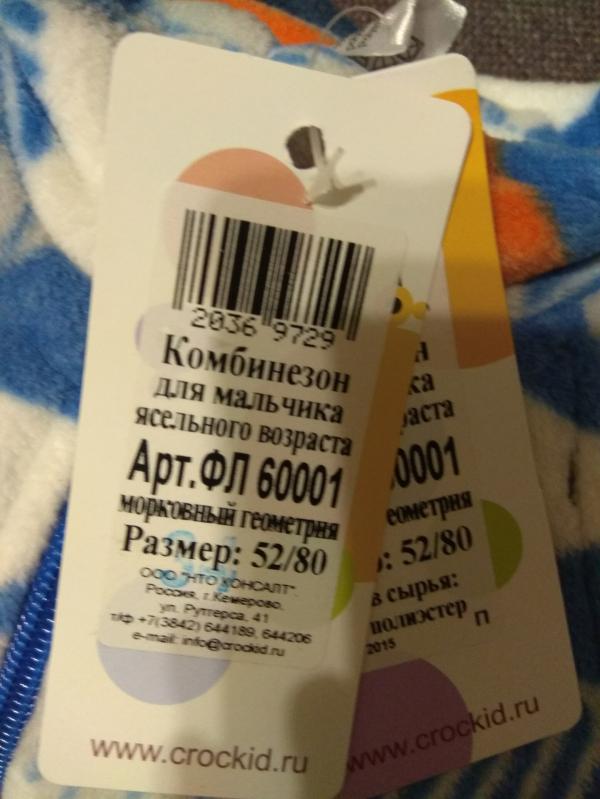 2036 9729
Комбинезон
для мальчика
ясельного возраста
Арт.ФЛ 60001
морковный геометрия
Размер: 52/80
ООО "НТО КОНСАЛТ".
Россия, г.Кемерово,
ул. Рутгерса, 41
т/ф +7(3842) 644189, 644206
e-mail: info@crockid.ru
www.crockid.ru
0001
еометрия
: 52/80
в сырья:
полиэстер
П
2015
www.crockid.ru